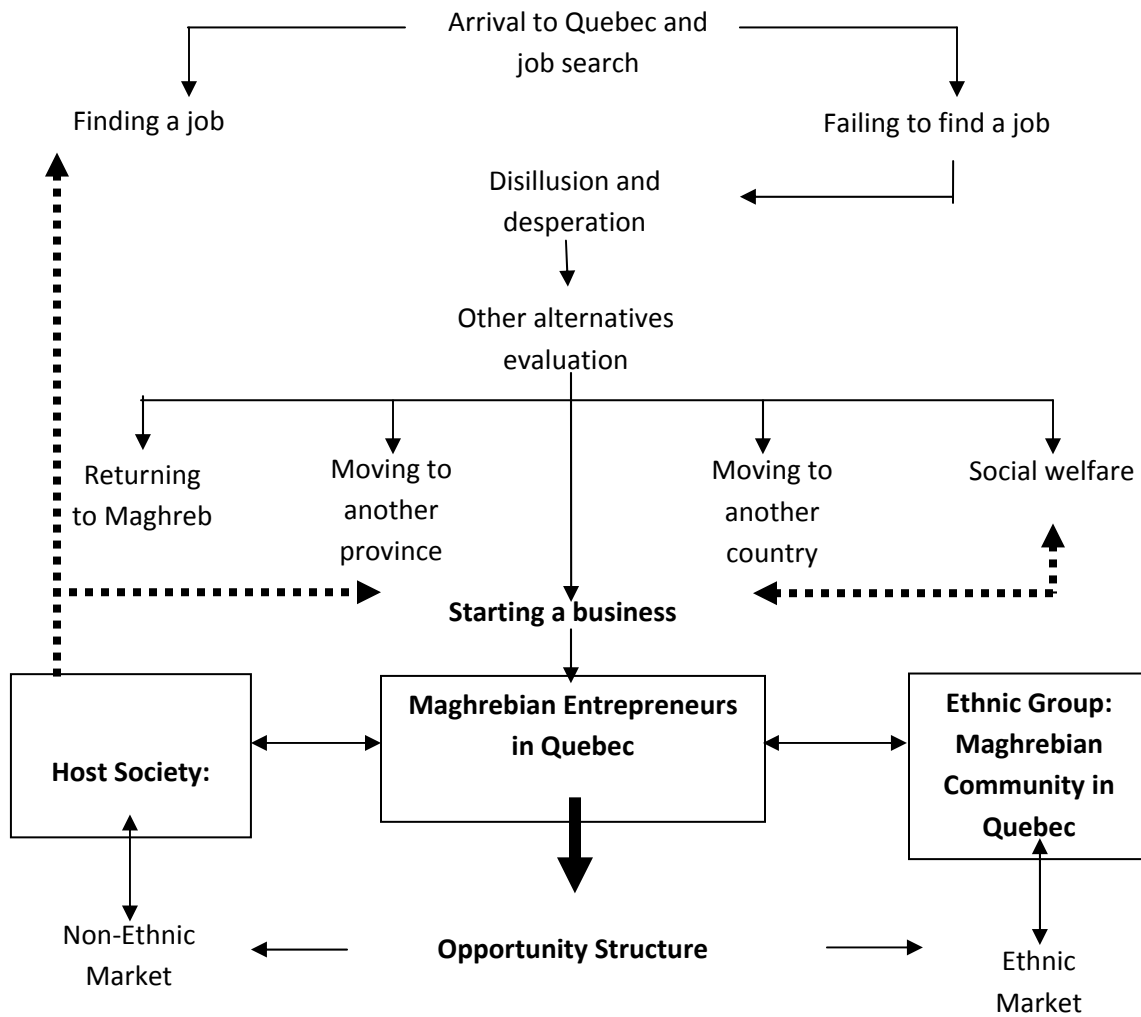 Arrival to Quebec and
job search
Finding a job
Failing to find a job
Disillusion and
desperation
Other alternatives
evaluation
Returning
to Maghreb
Moving to
another
province
Moving to
another
country
Social welfare
Starting a business
Host Society:
Maghrebian Entrepreneurs
in Quebec
Ethnic Group:
Maghrebian
Community in
Quebec
Non-Ethnic
Market
Opportunity Structure
Ethnic
Market